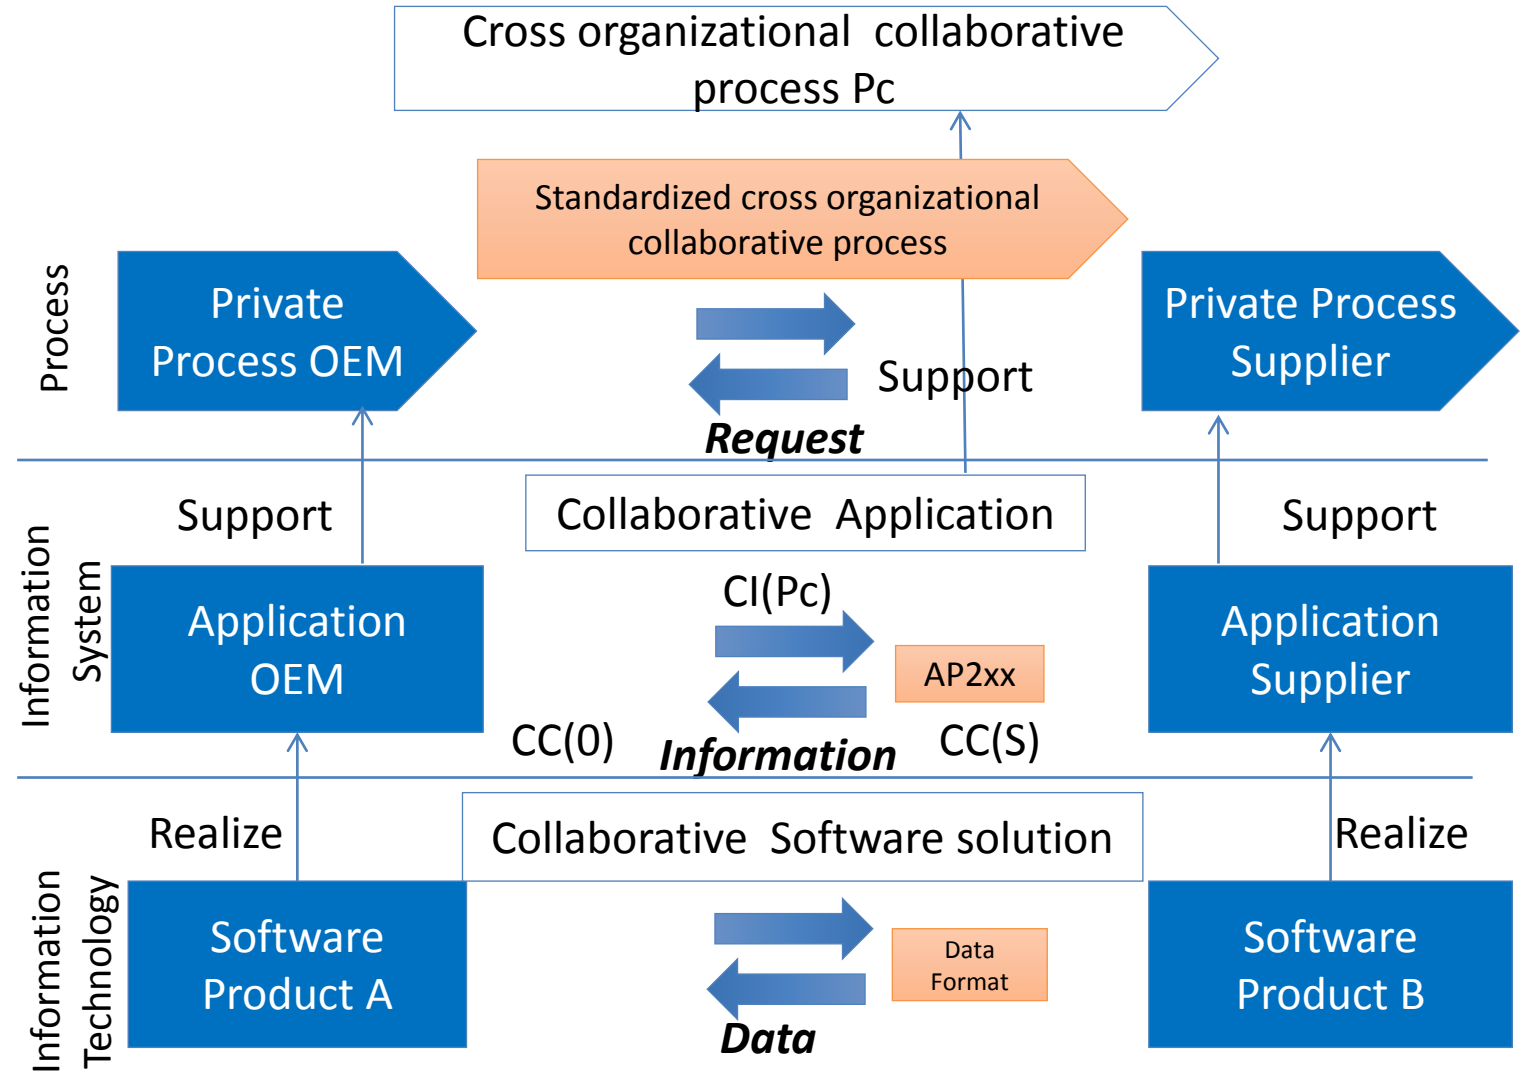 Cross organizational collaborative
process Pc
Standardized cross organizational
collaborative process
Process
Private
Process OEM
Private Process
Supplier
Support
Request
Collaborative Application
Support
Support
Information
System
Application
OEM
CI(Pc)
AP2xx
Application
Supplier
CC(0)
Information
CC(S)
Realize
Collaborative Software solution
Realize
Information
Technology
Software
Product A
Data
Format
Software
Product B
Data